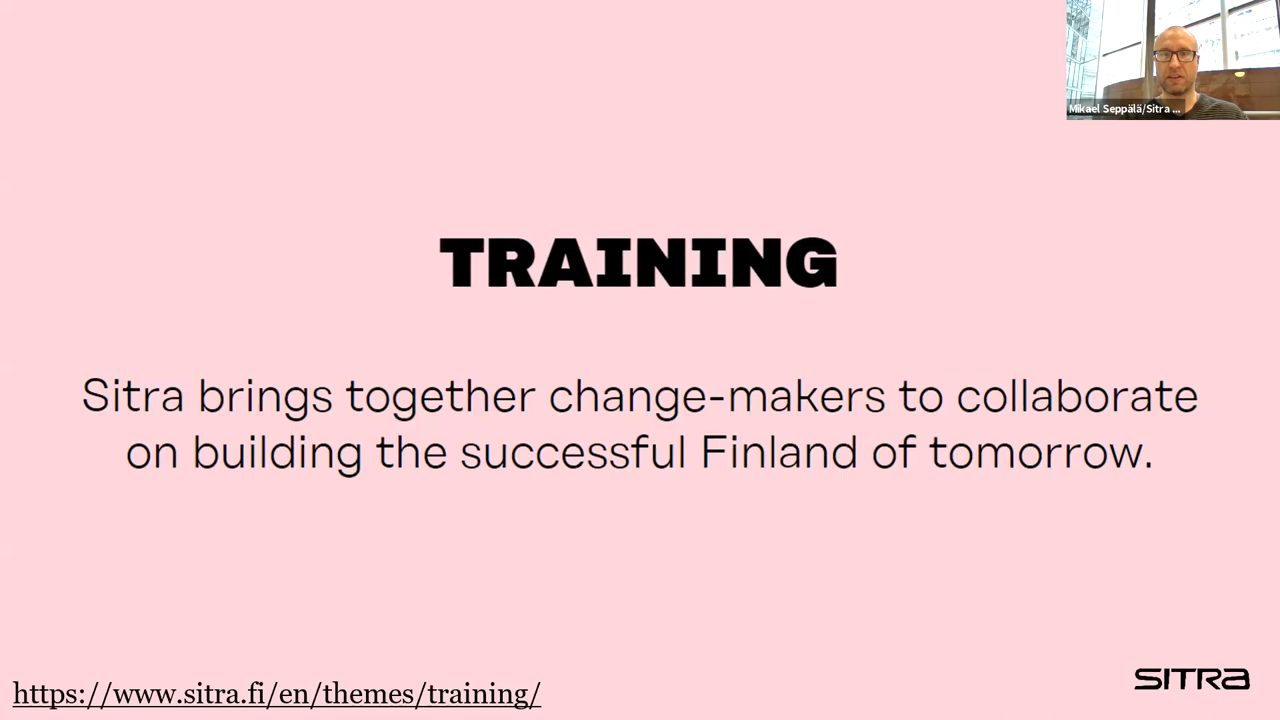 Mikael Seppälä/Sitra ...
TRAINING
Sitra brings together change-makers to collaborate
on building the successful Finland of tomorrow.
https://www.sitra.fi/en/themes/training/
SITRA